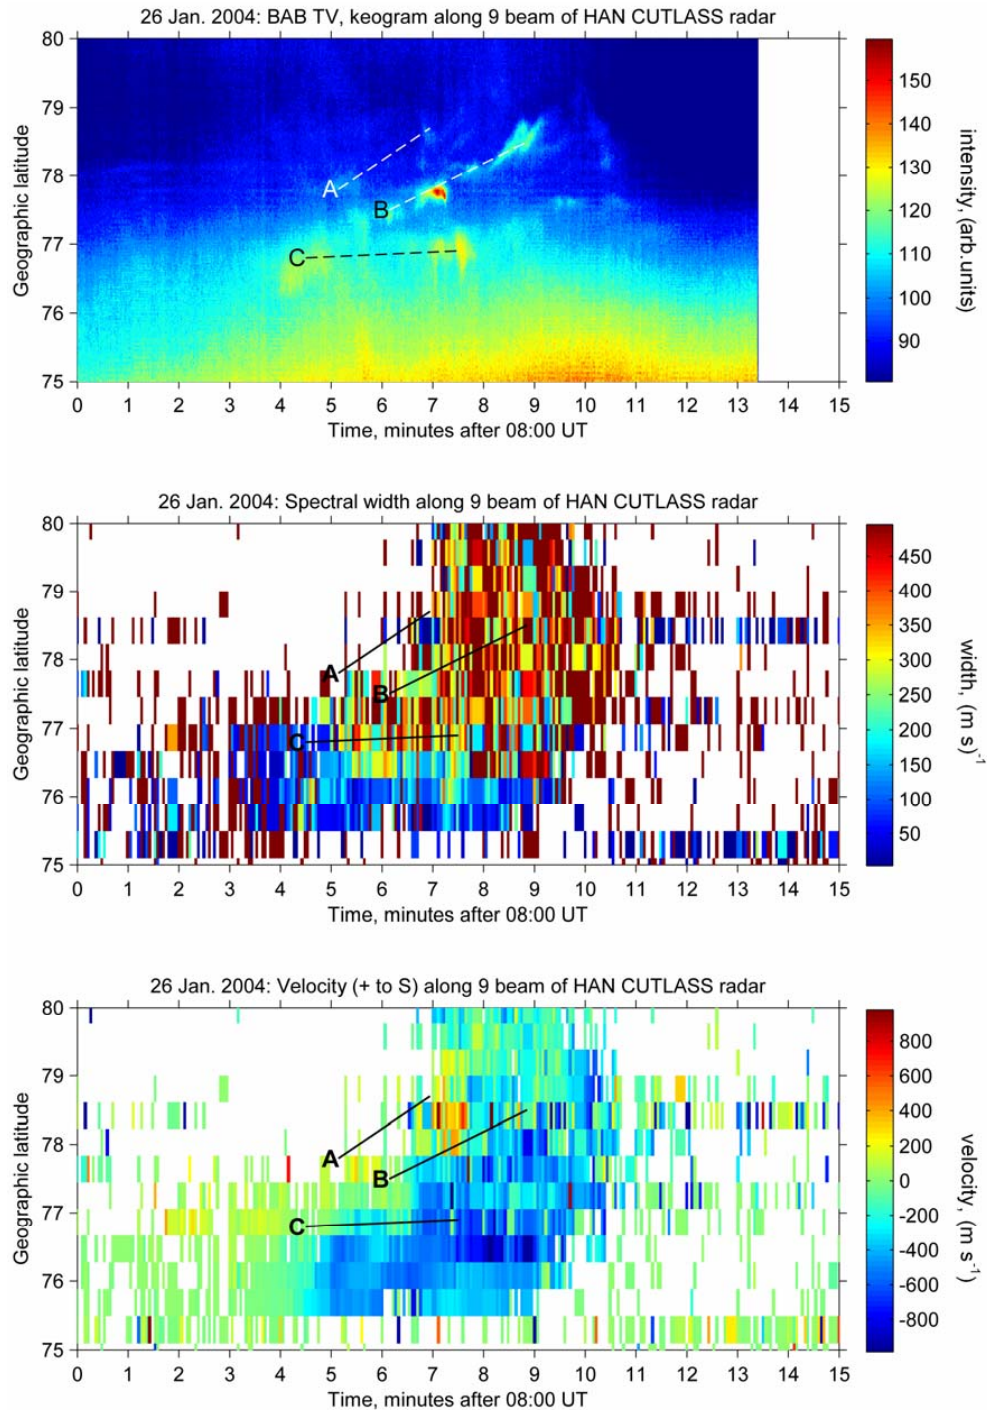 26 Jan. 2004: BAB TV, keogram along 9 beam of HAN CUTLASS radar
80
79
78
77
76
75
Geographic latitude
A
B
C
0 1 2 3 4 5 6 7 8 9 10 11 12 13 14 15
Time, minutes after 08:00 UT
150
140
130
120
110
100
90
intensity, (arb.units)
26 Jan. 2004: Spectral width along 9 beam of HAN CUTLASS radar
80
79
78
77
76
75
Geographic latitude
A
B
C
0 1 2 3 4 5 6 7 8 9 10 11 12 13 14 15
Time, minutes after 08:00 UT
450
400
350
300
250
200
150
100
50
width, (m s)⁻¹
26 Jan. 2004: Velocity (+ to S) along 9 beam of HAN CUTLASS radar
80
79
78
77
76
75
Geographic latitude
A
B
C
0 1 2 3 4 5 6 7 8 9 10 11 12 13 14 15
Time, minutes after 08:00 UT
800
600
400
200
0
-200
-400
-600
-800
velocity, (m s⁻¹)